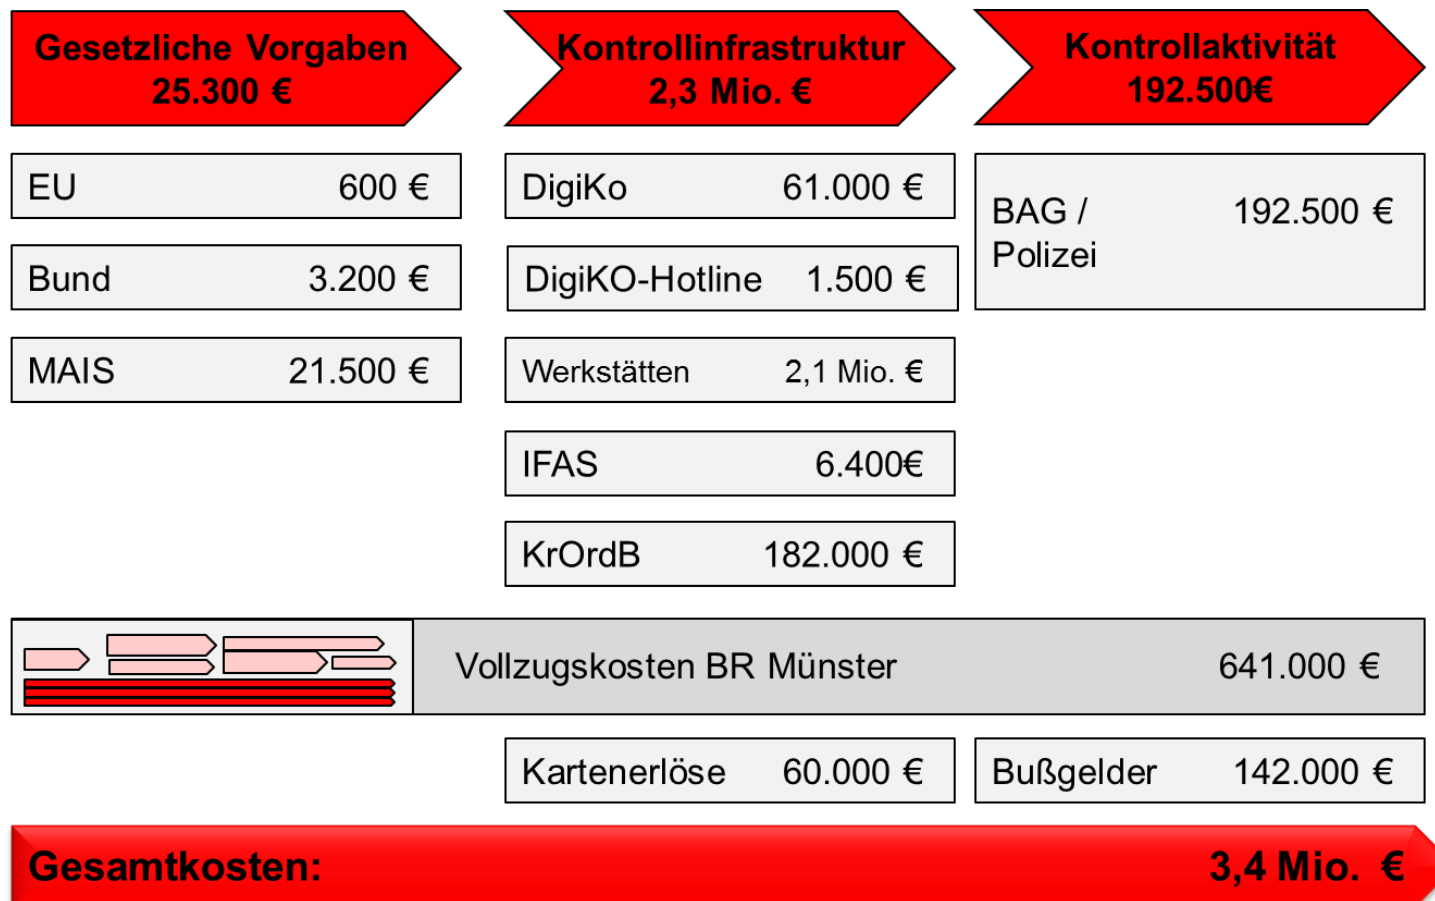 Gesetzliche Vorgaben
25.300 €
Kontrollinfrastruktur
2,3 Mio. €
Kontrollaktivität
192.500€
EU 600 €
Bund 3.200 €
MAIS 21.500 €
DigiKo 61.000 €
DigiKO-Hotline 1.500 €
Werkstätten 2,1 Mio. €
IFAS 6.400€
KrOrdB 182.000 €
BAG / 192.500 €
Polizei
Vollzugskosten BR Münster 641.000 €
Kartenerlöse 60.000 €
Bußgelder 142.000 €
Gesamtkosten: 3,4 Mio. €